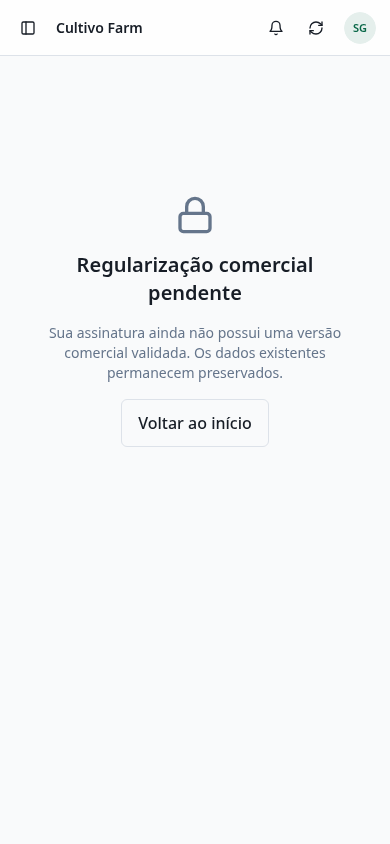 Cultivo Farm
SG
Regularização comercial
pendente
Sua assinatura ainda não possui uma versão
comercial validada. Os dados existentes
permanecem preservados.
Voltar ao início